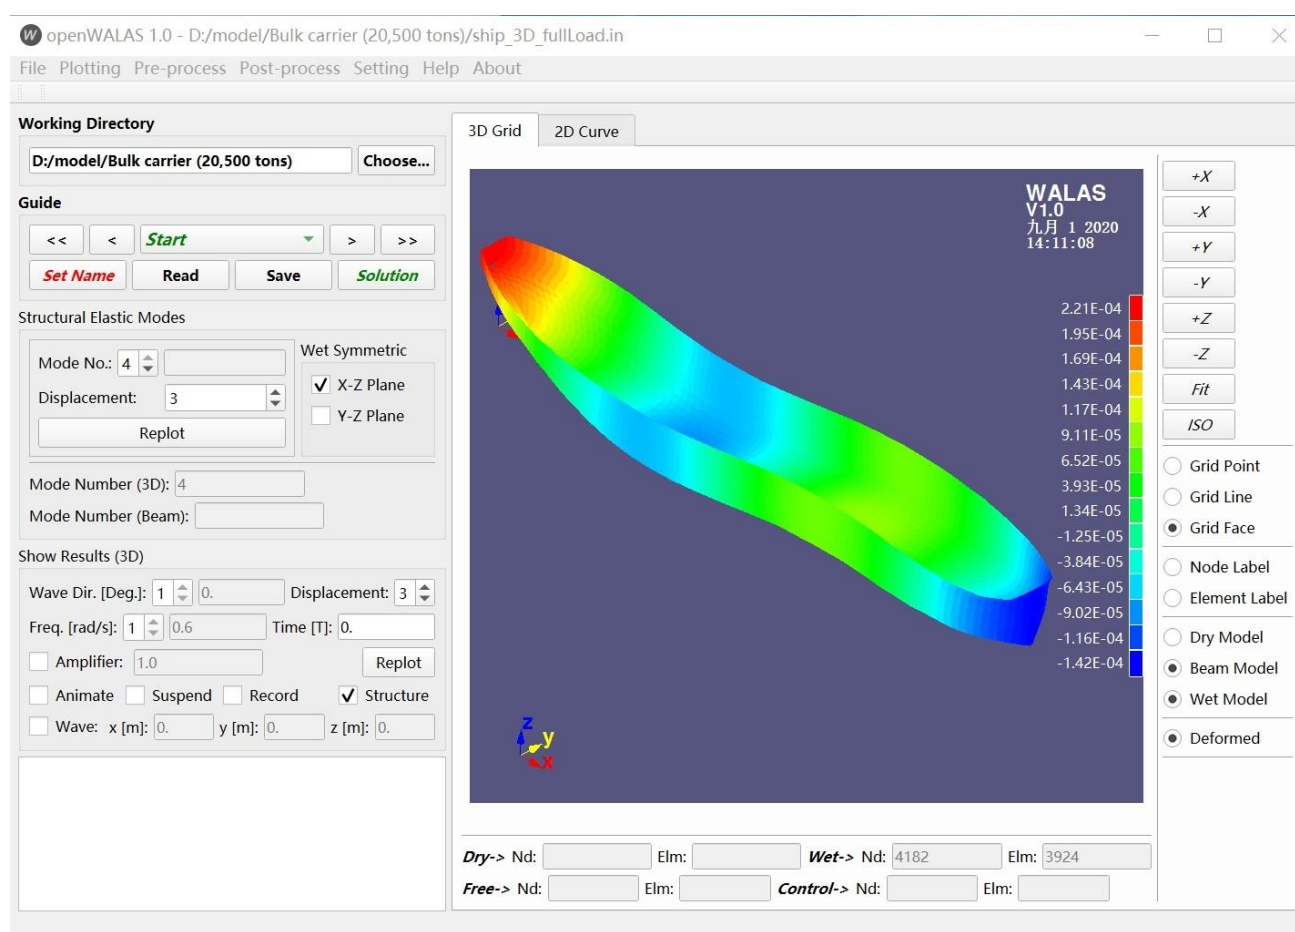 W openWALAS 1.0 - D:/model/Bulk carrier (20,500 tons)/ship_3D_fullLoad.in
File Plotting Pre-process Post-process Setting Help About
Working Directory
D:/model/Bulk carrier (20,500 tons) Choose...
Guide
<< < Start > >>
Set Name Read Save Solution
Structural Elastic Modes
Mode No.: 4
Displacement: 3
Replot
Wet Symmetric
X-Z Plane
Y-Z Plane
Mode Number (3D): 4
Mode Number (Beam):
Show Results (3D)
Wave Dir. [Deg.]: 1 0. Displacement: 3
Freq. [rad/s]: 1 0.6 Time [T]: 0.
Amplifier: 1.0 Replot
Animate Suspend Record Structure
Wave: x [m]: 0. y [m]: 0. z [m]: 0.
3D Grid 2D Curve
WALAS
V1.0
九月 1 2020
14:11:08
2.21E-04
1.95E-04
1.69E-04
1.43E-04
1.17E-04
9.11E-05
6.52E-05
3.93E-05
1.34E-05
-1.25E-05
-3.84E-05
-6.43E-05
-9.02E-05
-1.16E-04
-1.42E-04
z
y
x
+X
-X
+Y
-Y
+Z
-Z
Fit
ISO
Grid Point
Grid Line
Grid Face
Node Label
Element Label
Dry Model
Beam Model
Wet Model
Deformed
Dry-> Nd: Elm: Wet-> Nd: 4182 Elm: 3924
Free-> Nd: Elm: Control-> Nd: Elm: